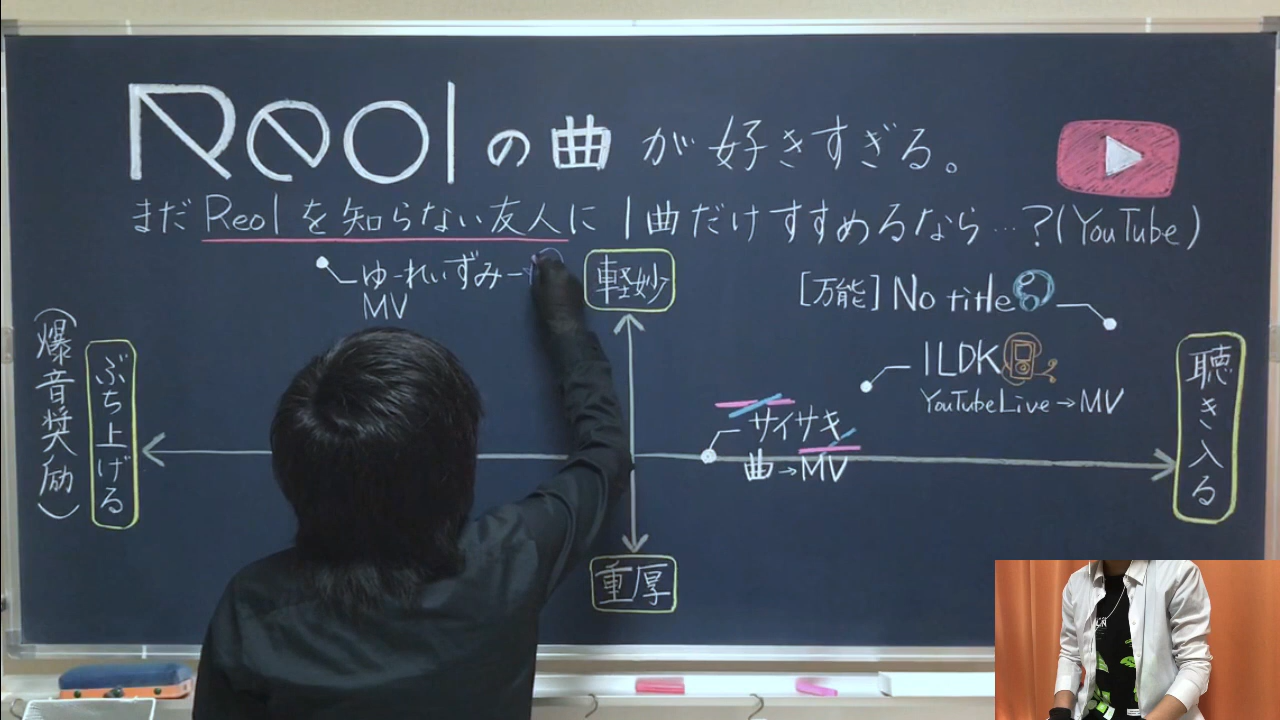 Reolの曲が好きすぎる。
まだReolを知らない友人に1曲だけすすめるなら…?(YouTube)
ゆーれいずみー
MV
軽妙
[万能]No title
1LDK
YouTubeLive→MV
サイサキ
曲→MV
(爆音奨励)
ぶち上げる
聴き入る
重厚